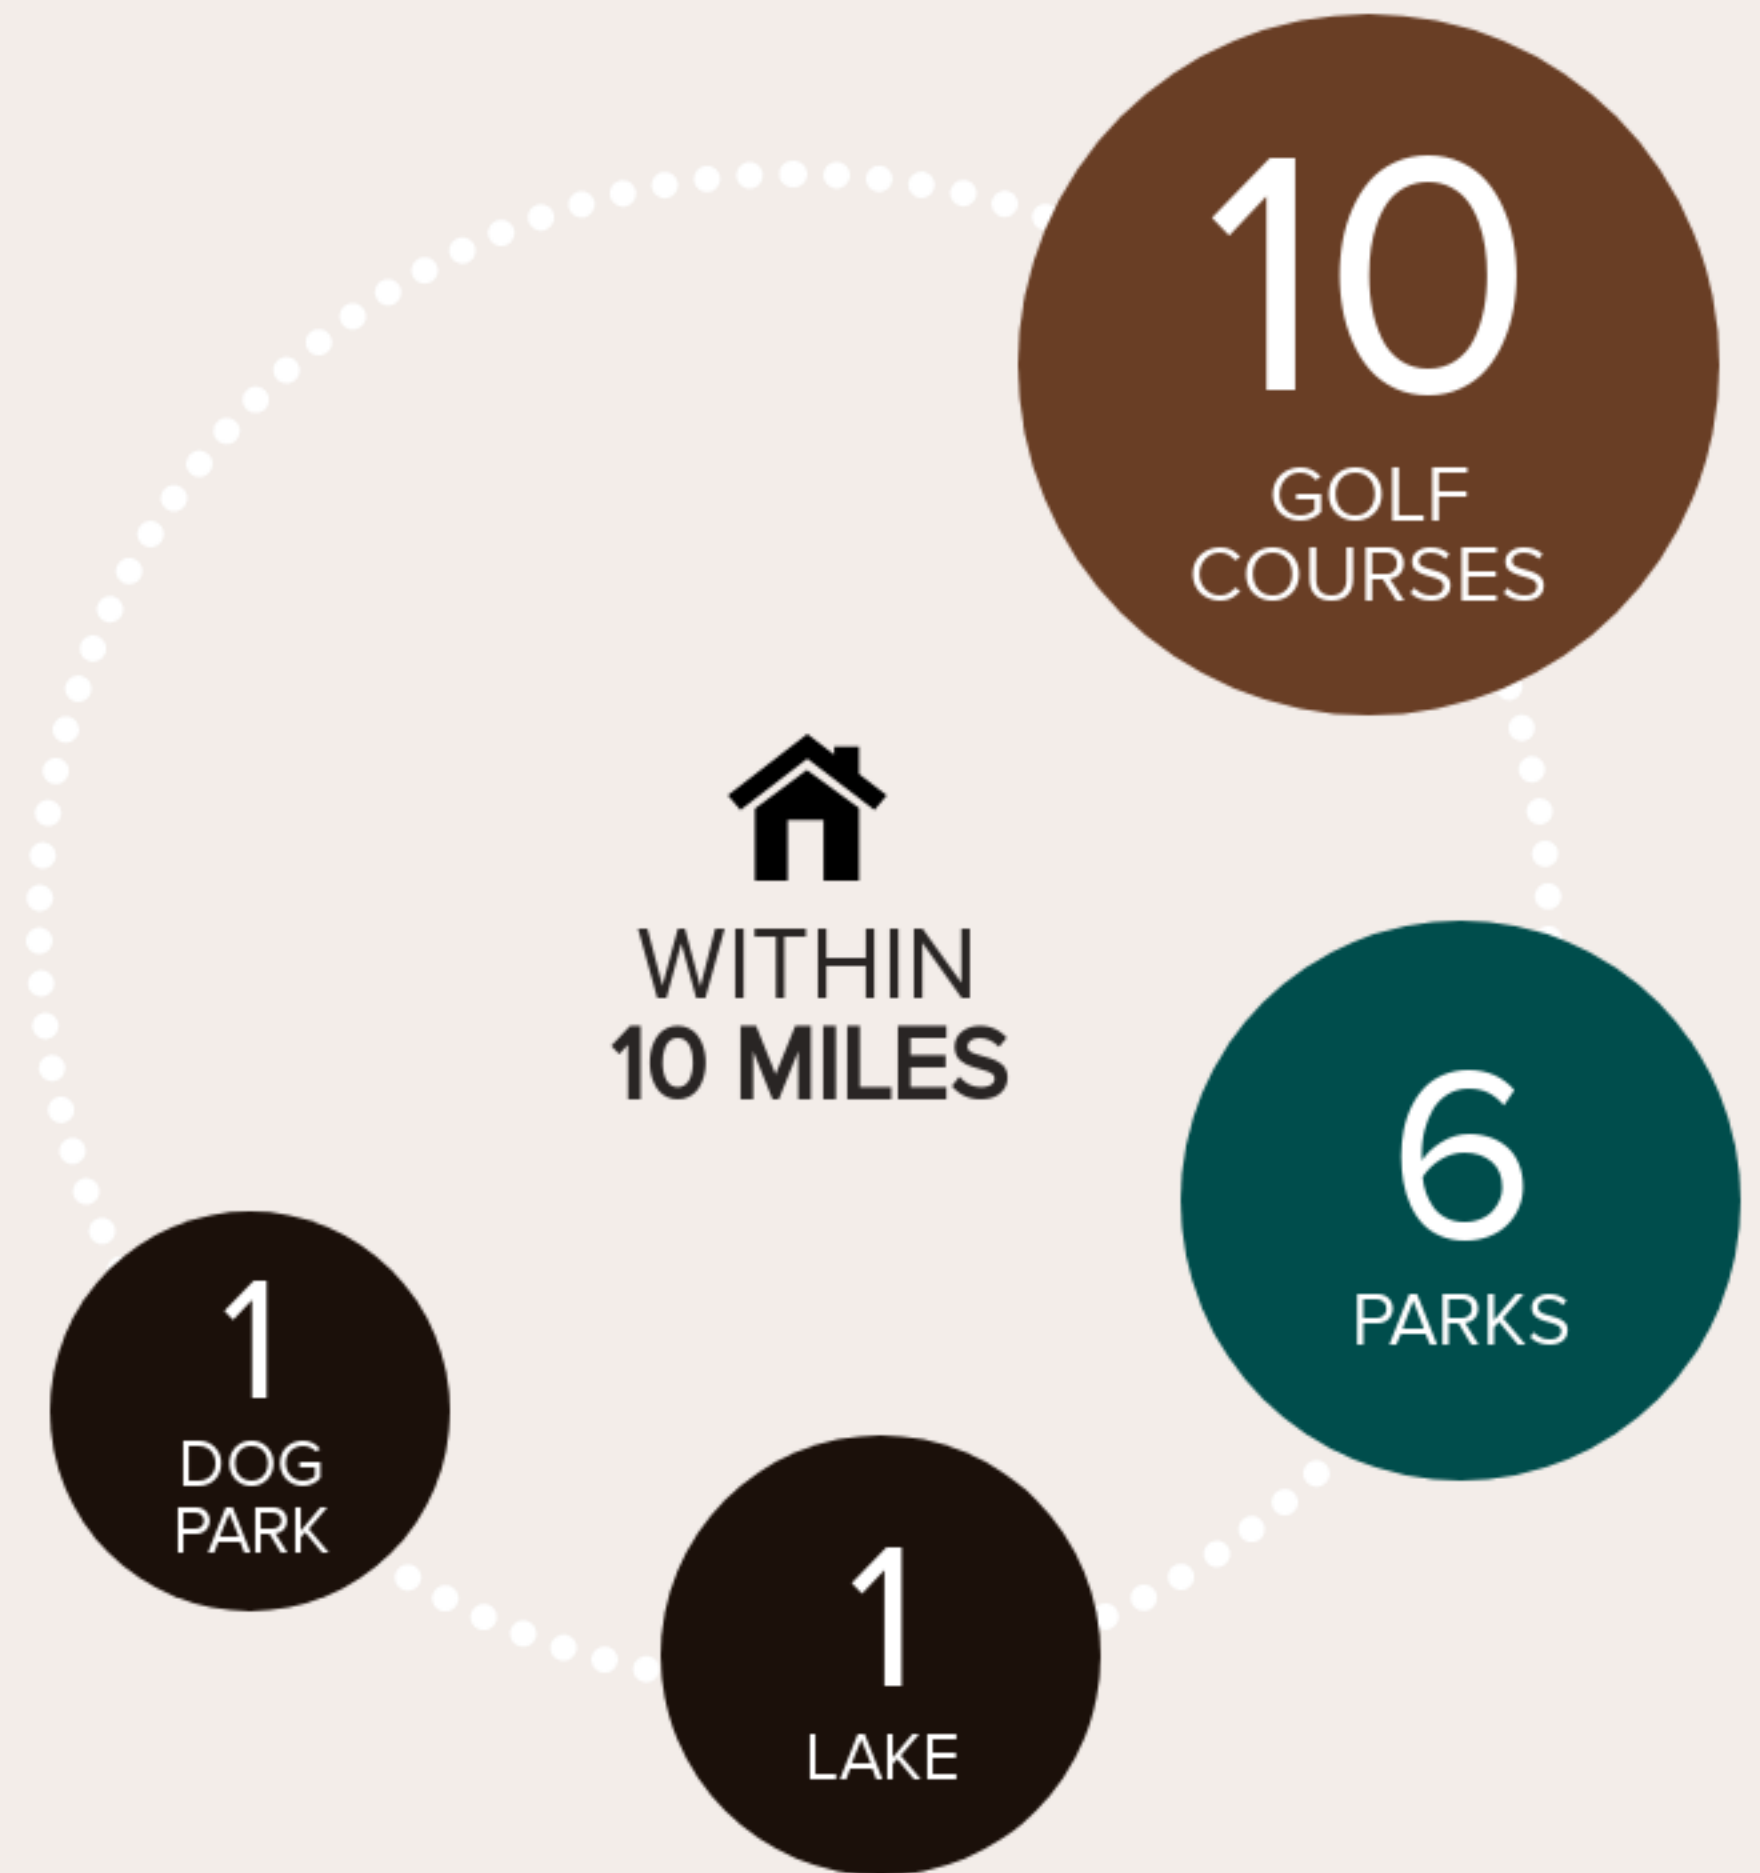 10
GOLF
COURSES
WITHIN
10 MILES
6
PARKS
1
DOG
PARK
1
LAKE